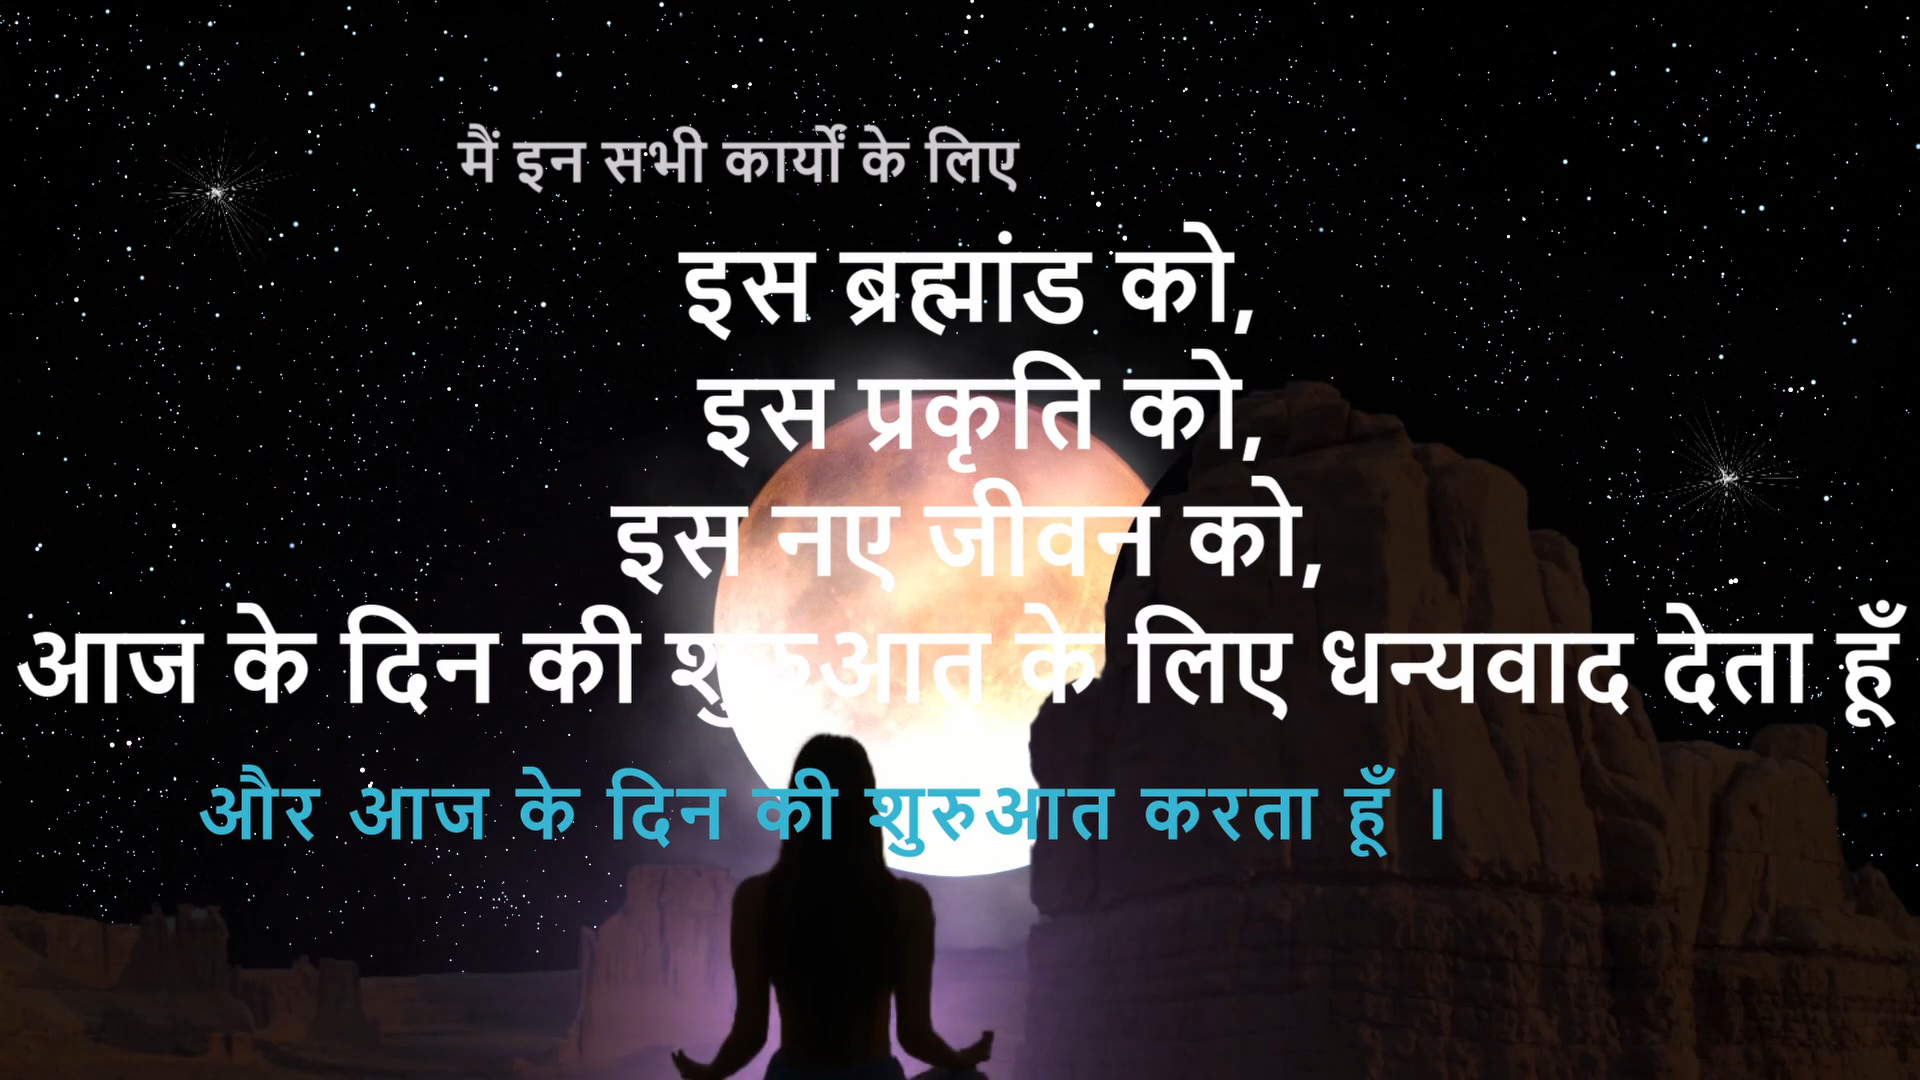 मैं इन सभी कार्यों के लिए
इस ब्रह्मांड को,
इस प्रकृति को,
इस नए जीवन को,
आज के दिन की शुरुआत के लिए धन्यवाद देता हूँ
और आज के दिन की शुरुआत करता हूँ ।